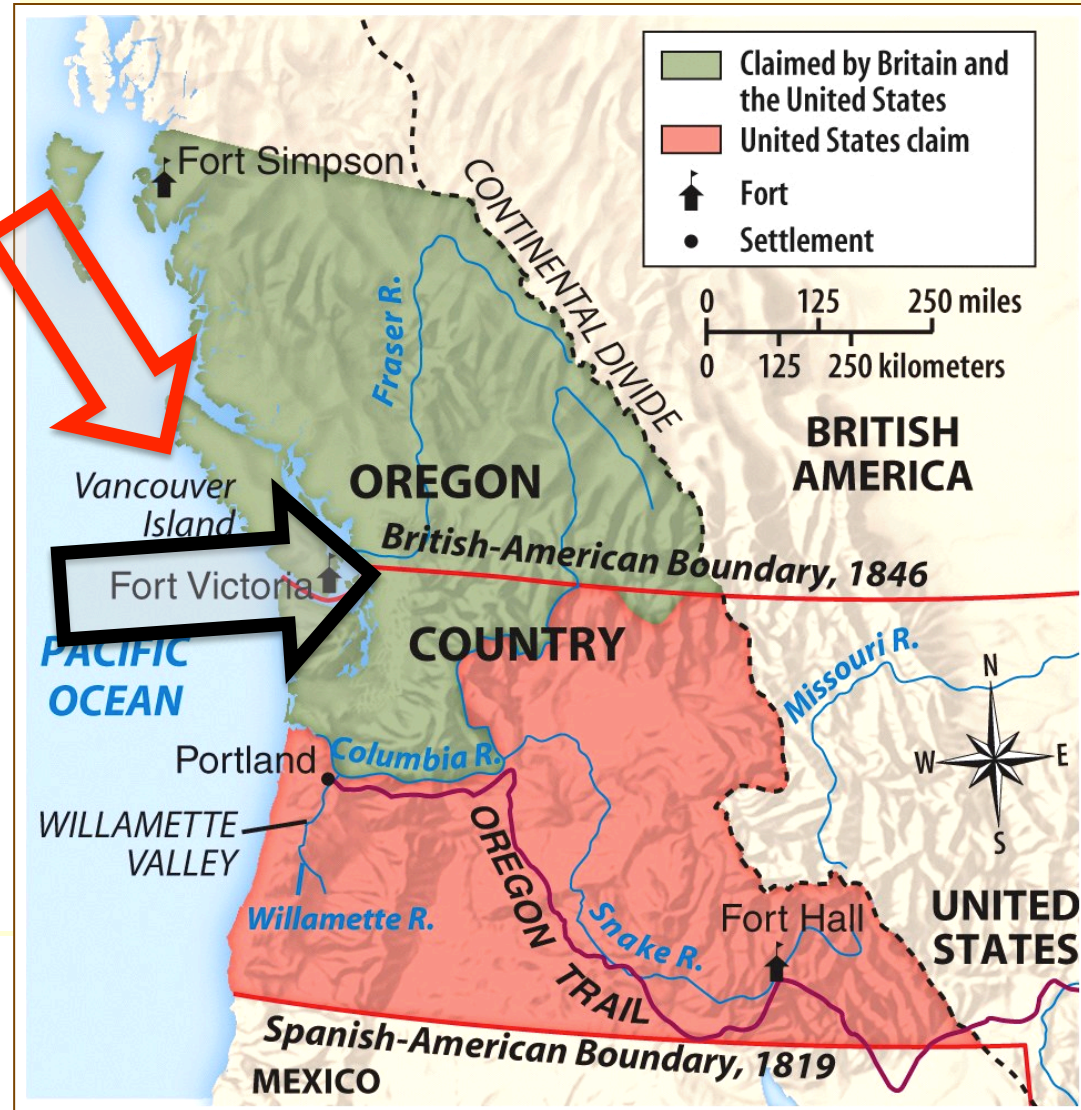 Claimed by Britain and
the United States
United States claim
Fort
Settlement
0 125 250 miles
0 125 250 kilometers
Fort Simpson
CONTINENTAL DIVIDE
Fraser R.
BRITISH
AMERICA
Vancouver
Island
OREGON
British-American Boundary, 1846
Fort Victoria
COUNTRY
PACIFIC
OCEAN
Missouri R.
N
W
E
S
Portland
Columbia R.
WILLAMETTE
VALLEY
OREGON TRAIL
Willamette R.
Snake R.
Fort Hall
UNITED
STATES
Spanish-American Boundary, 1819
MEXICO